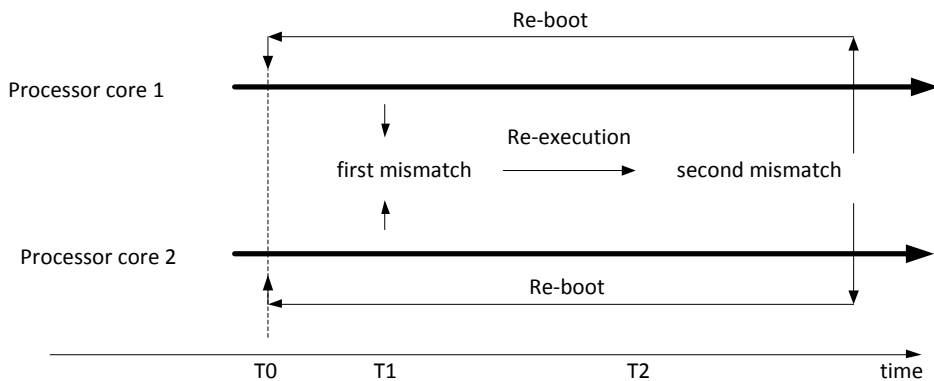 Re-boot
Processor core 1
Re-execution
first mismatch
second mismatch
Processor core 2
Re-boot
T0
T1
T2
time